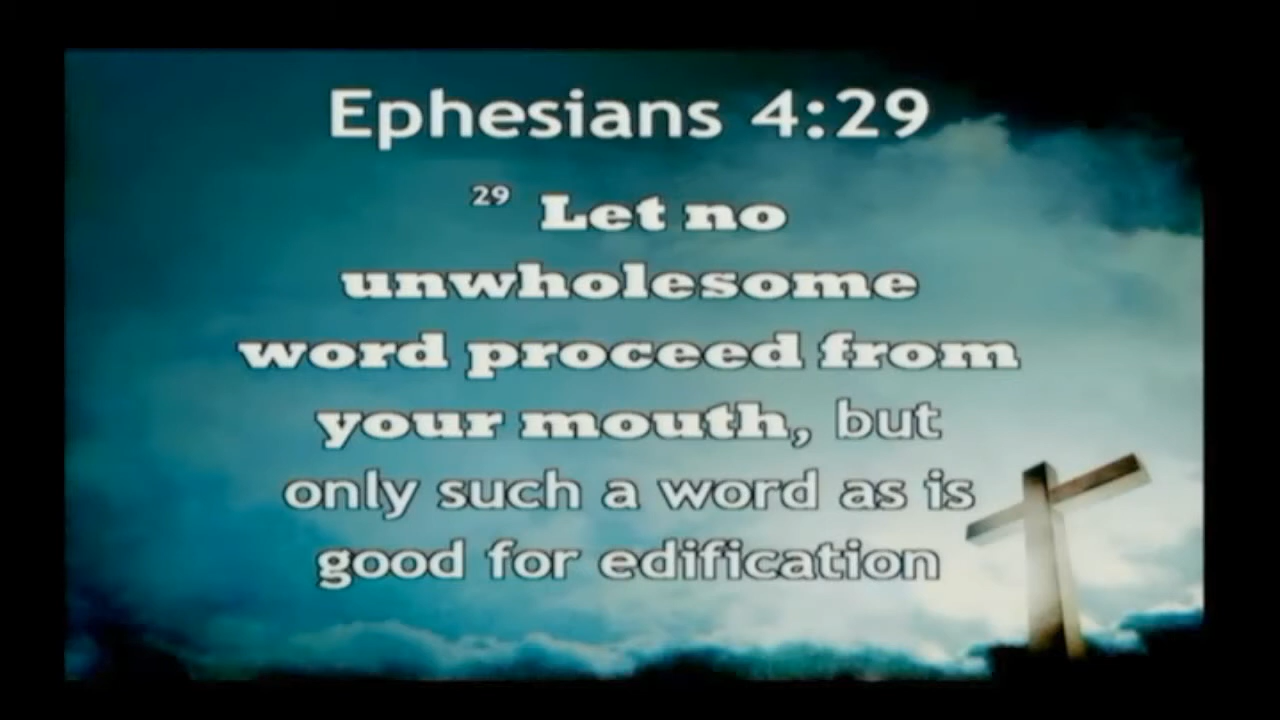 Ephesians 4:29
29 Let no
unwholesome
word proceed from
your mouth, but
only such a word as is
good for edification